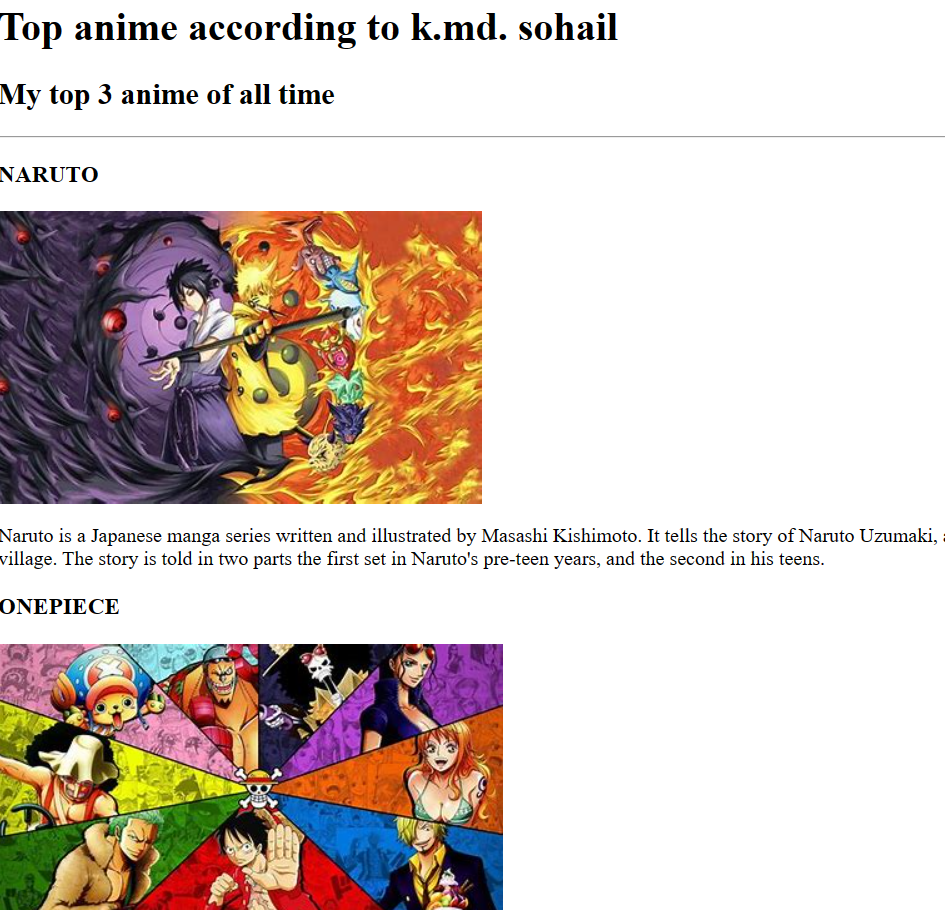 Top anime according to k.md. sohail
My top 3 anime of all time
NARUTO
Naruto is a Japanese manga series written and illustrated by Masashi Kishimoto. It tells the story of Naruto Uzumaki,
village. The story is told in two parts the first set in Naruto's pre-teen years, and the second in his teens.
ONEPIECE